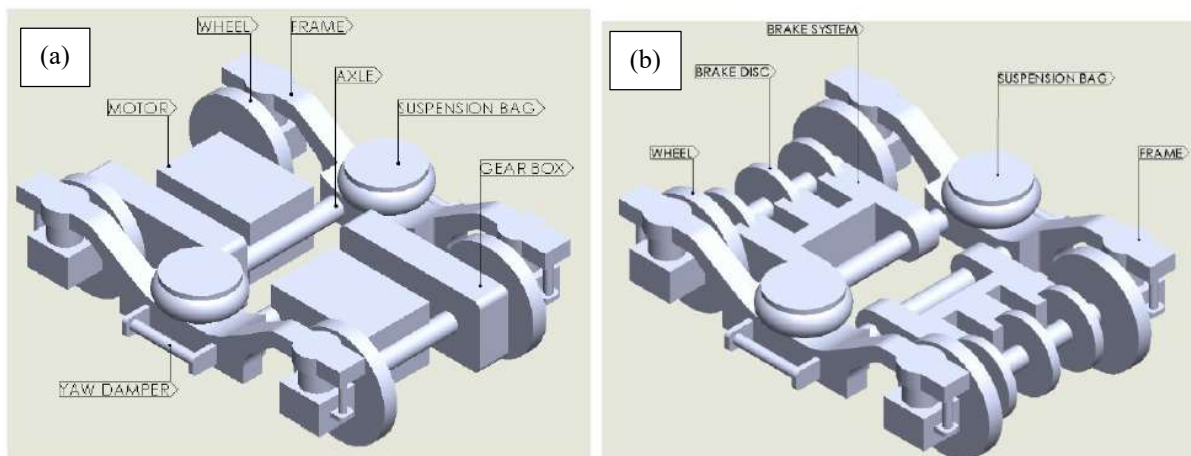 (a)
WHEEL
FRAME
AXLE
MOTOR
SUSPENSION BAG
GEAR BOX
YAW DAMPER
(b)
BRAKE SYSTEM
BRAKE DISC
SUSPENSION BAG
WHEEL
FRAME